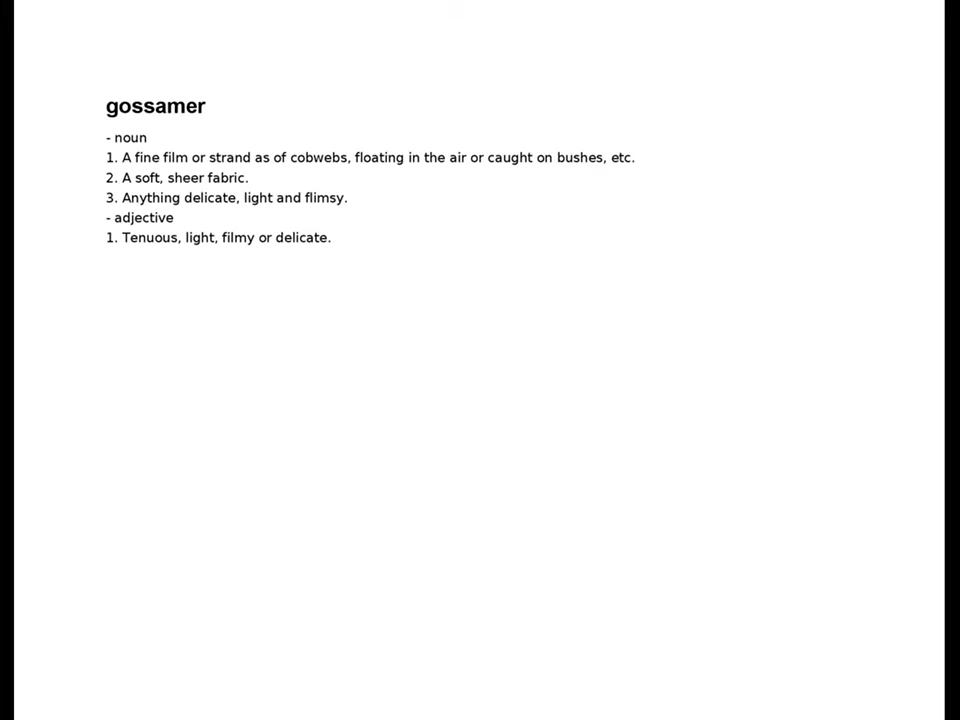 gossamer
- noun
1. A fine film or strand as of cobwebs, floating in the air or caught on bushes, etc.
2. A soft, sheer fabric.
3. Anything delicate, light and flimsy.
- adjective
1. Tenuous, light, filmy or delicate.